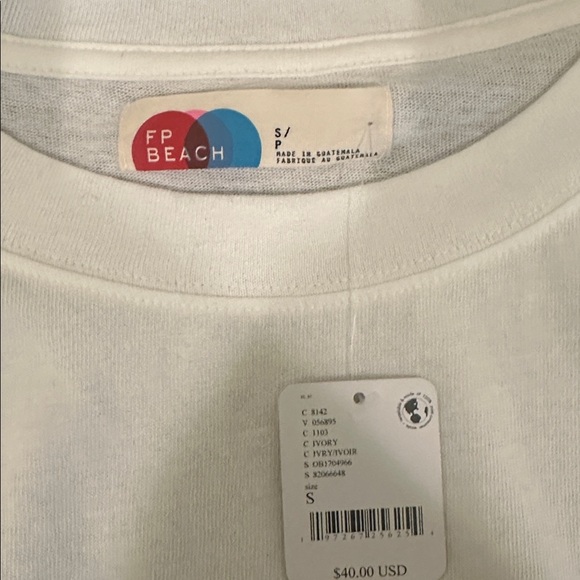 FP
BEACH
S/
P
MADE IN GUATEMALA
FABRIQUÉ AU GUATEMALA
C 8142
V 056895
C 1103
C IVORY
C IVRY/IVOIR
S OB1704966
S 82066648
size
S
$40.00 USD